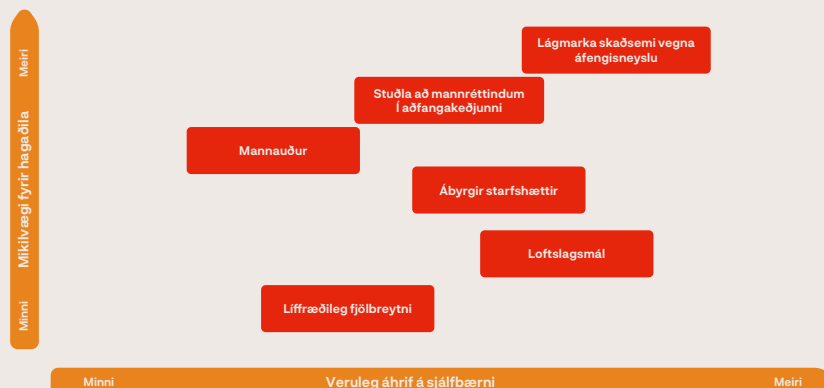 Meiri
Mikilvægi fyrir hagaðila
Minni
Lágmarka skaðsemi vegna
áfengisneyslu
Stuðla að mannréttindum
Í aðfangakeðjunni
Mannauður
Ábyrgir starfshættir
Loftslagsmál
Líffræðileg fjölbreytni
Minni
Veruleg áhrif á sjálfbærni
Meiri